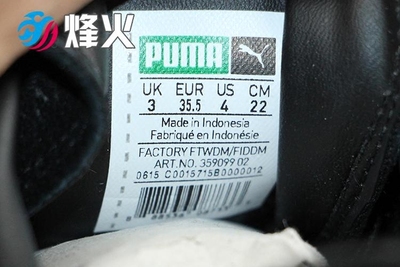 烽火
PUMA
UK EUR US CM
3 35.5 4 22
Made in Indonesia
Fabriqué en Indonésie
FACTORY FTWDM/FIDDM
ART.NO. 359099 02
0615 C0015715B0000012